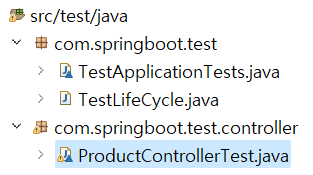 src/test/java
com.springboot.test
TestApplicationTests.java
TestLifeCycle.java
com.springboot.test.controller
ProductControllerTest.java